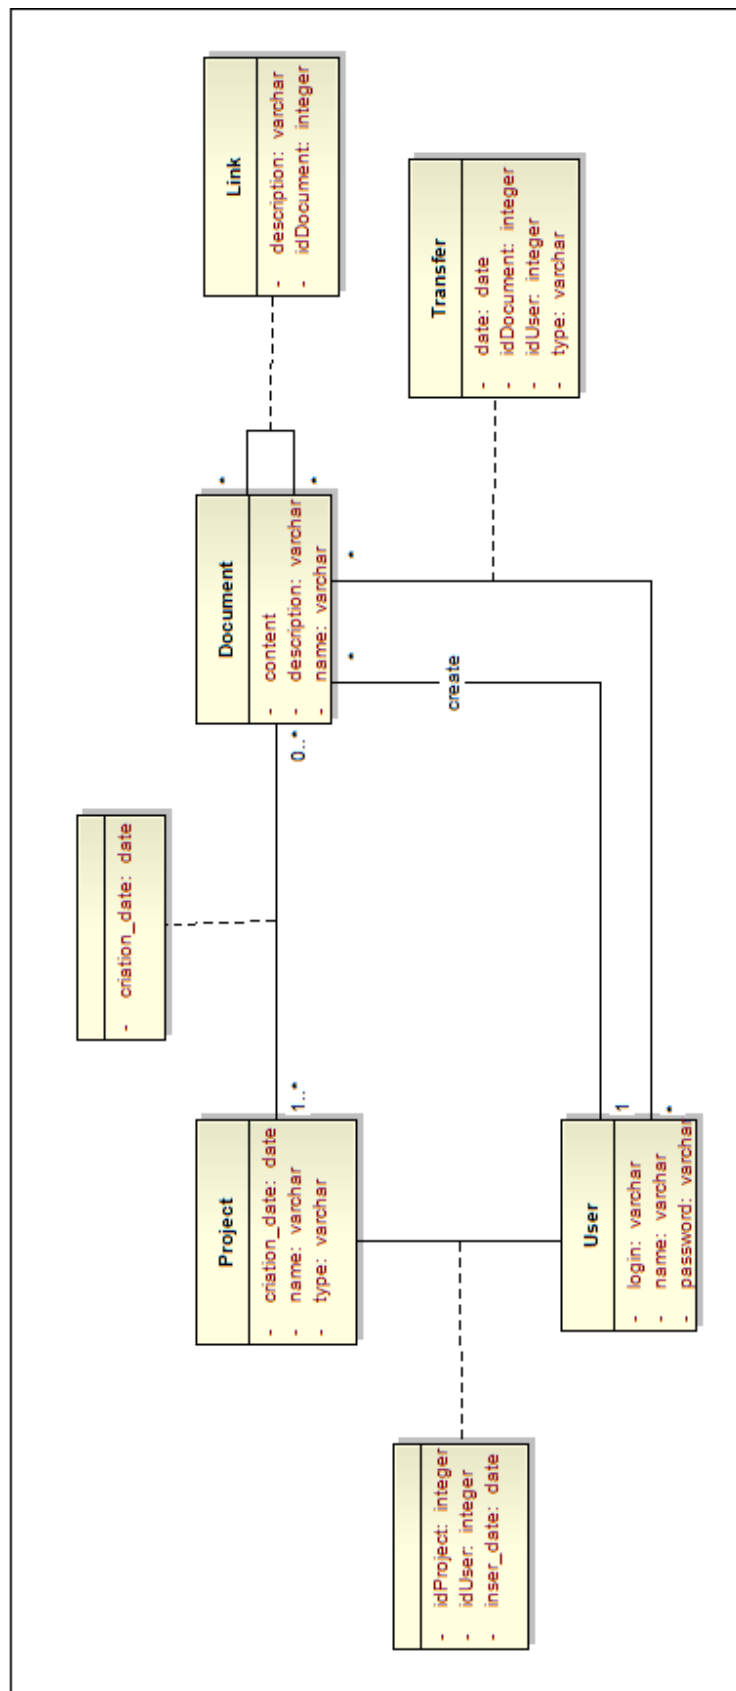 Link
- description: varchar
- idDocument: integer
Transfer
- date: date
- idDocument: integer
- idUser: integer
- type: varchar
*
*
Document
- content
- description: varchar
- name: varchar
*
*
0..*
create
- criation_date: date
1..*
Project
- criation_date: date
- name: varchar
- type: varchar
1
*
User
- login: varchar
- name: varchar
- password: varchar
- idProject: integer
- idUser: integer
- inser_date: date